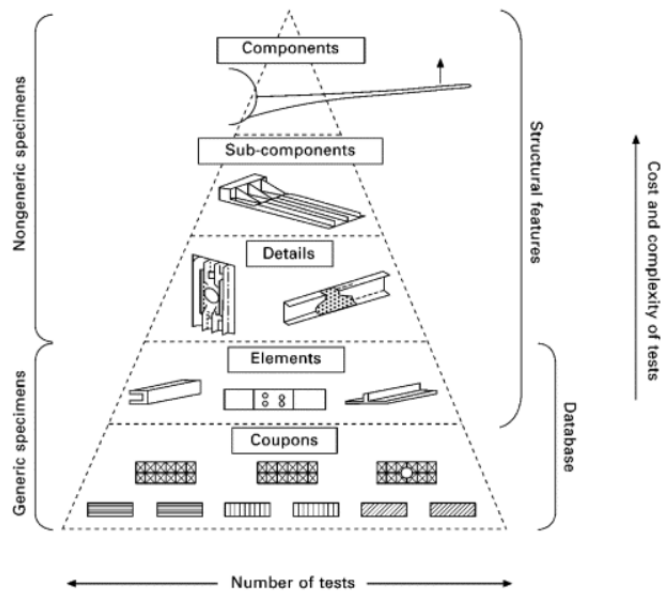 Components
Sub-components
Details
Elements
Coupons
Nongeneric specimens
Generic specimens
Structural features
Database
Cost and complexity of tests
Number of tests